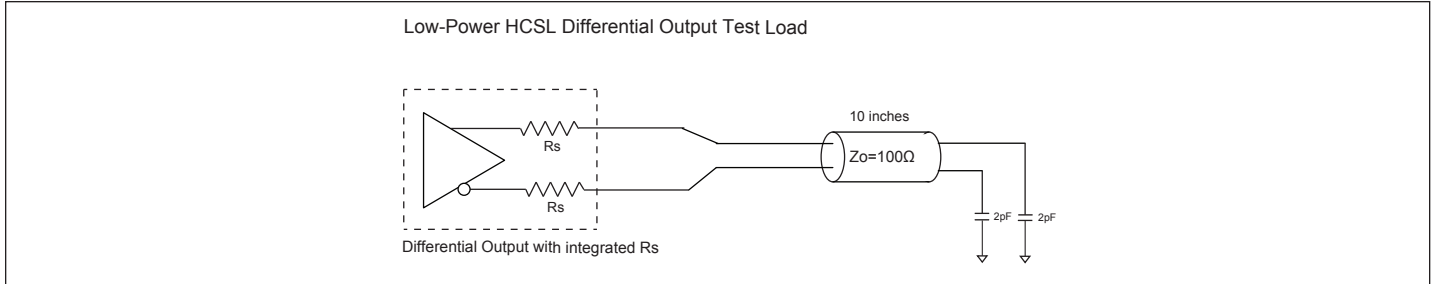 Low-Power HCSL Differential Output Test Load
10 inches
Rs
Zo=100Ω
Rs
2pF
2pF
Differential Output with integrated Rs